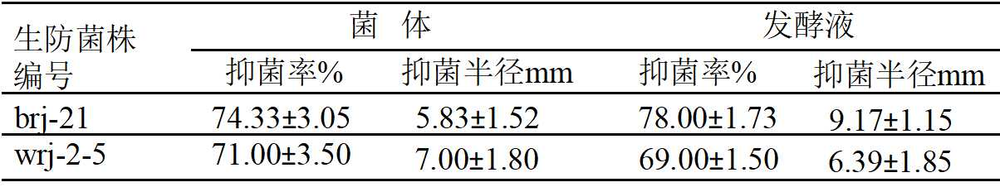 生防菌株编号 菌 体 发酵液
抑菌率% 抑菌半径mm 抑菌率% 抑菌半径mm
brj-21 74.33±3.05 5.83±1.52 78.00±1.73 9.17±1.15
wrj-2-5 71.00±3.50 7.00±1.80 69.00±1.50 6.39±1.85